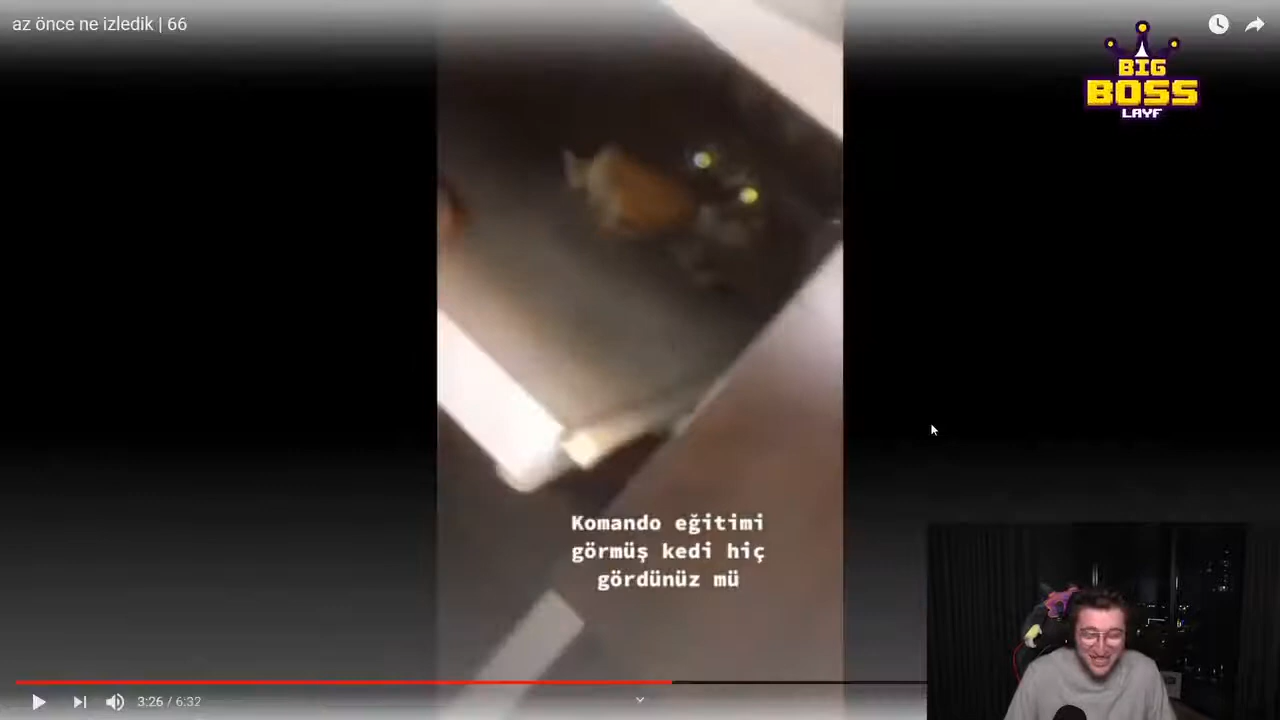 az önce ne izledik | 66
BIG
BOSS
LAYF
Komando eğitimi
görmüş kedi hiç
gördünüz mü
3:26 / 6:32